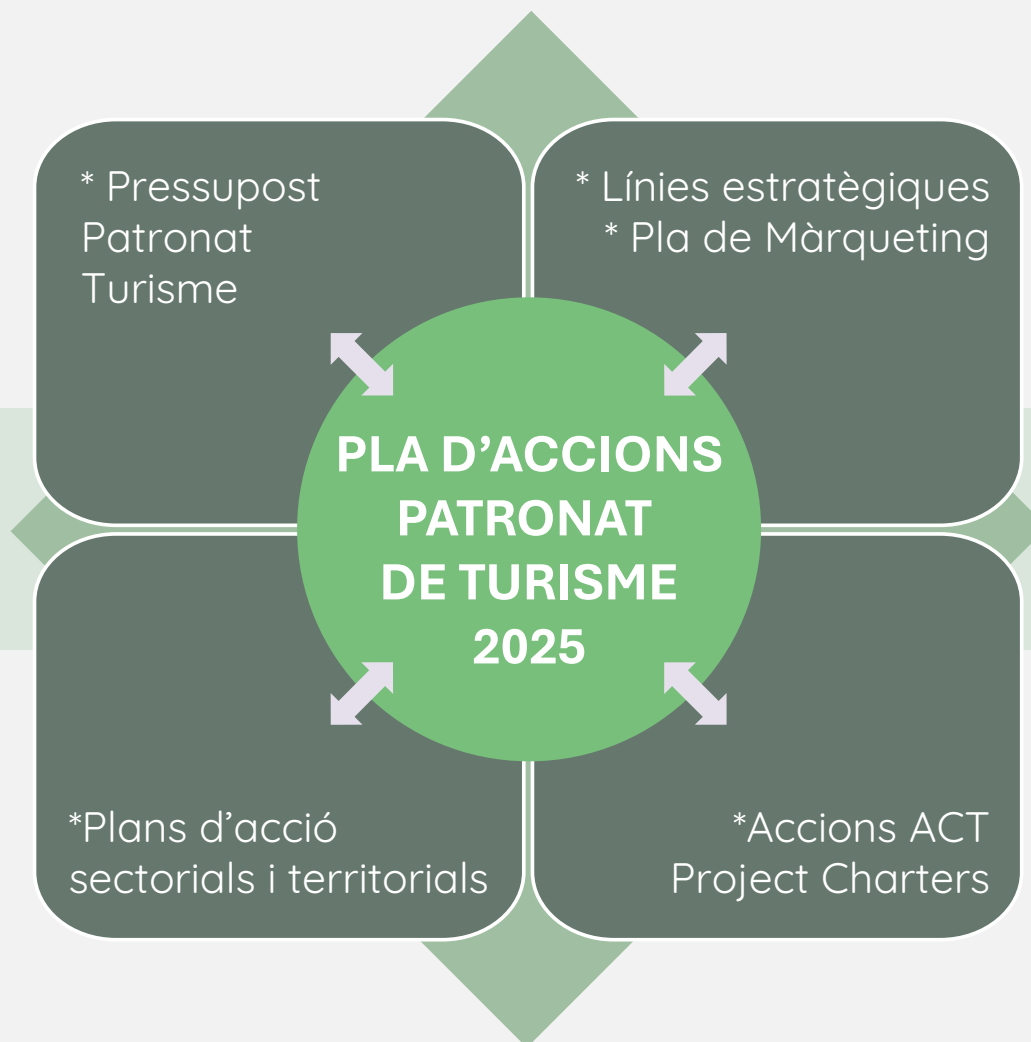 * Pressupost
Patronat
Turisme
* Línies estratègiques
* Pla de Màrqueting
PLA D’ACCIONS
PATRONAT
DE TURISME
2025
*Plans d’acció
sectorials i territorials
*Accions ACT
Project Charters